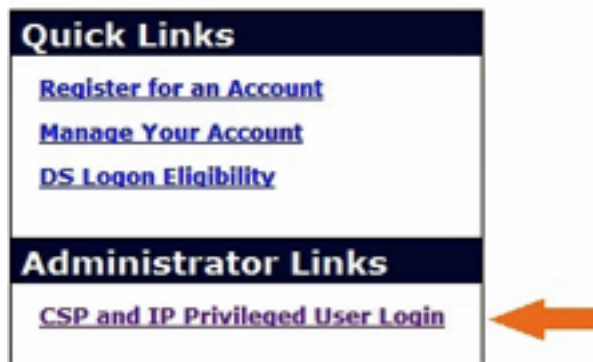 Quick Links
Register for an Account
Manage Your Account
DS Logon Eligibility
Administrator Links
CSP and IP Privileged User Login